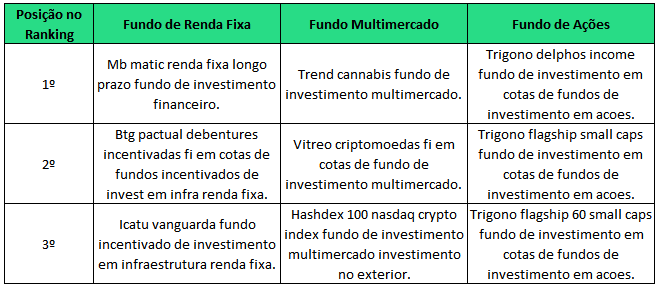 Posição no
Ranking
Fundo de Renda Fixa
Fundo Multimercado
Fundo de Ações
1º
Mb matic renda fixa longo
prazo fundo de investimento
financeiro.
Trend cannabis fundo de
investimento multimercado.
Trigono delphos income
fundo de investimento em
cotas de fundos de
investimento em acoes.
2º
Btg pactual debentures
incentivadas fi em cotas de
fundos incentivados de
invest em infra renda fixa.
Vitreo criptomoedas fi em
cotas de fundo de
investimento multimercado.
Trigono flagship small caps
fundo de investimento em
cotas de fundos de
investimento em acoes.
3º
Icatu vanguarda fundo
incentivado de investimento
em infraestrutura renda fixa.
Hashdex 100 nasdaq crypto
index fundo de investimento
multimercado investimento
no exterior.
Trigono flagship 60 small caps
fundo de investimento em
cotas de fundos de
investimento em acoes.